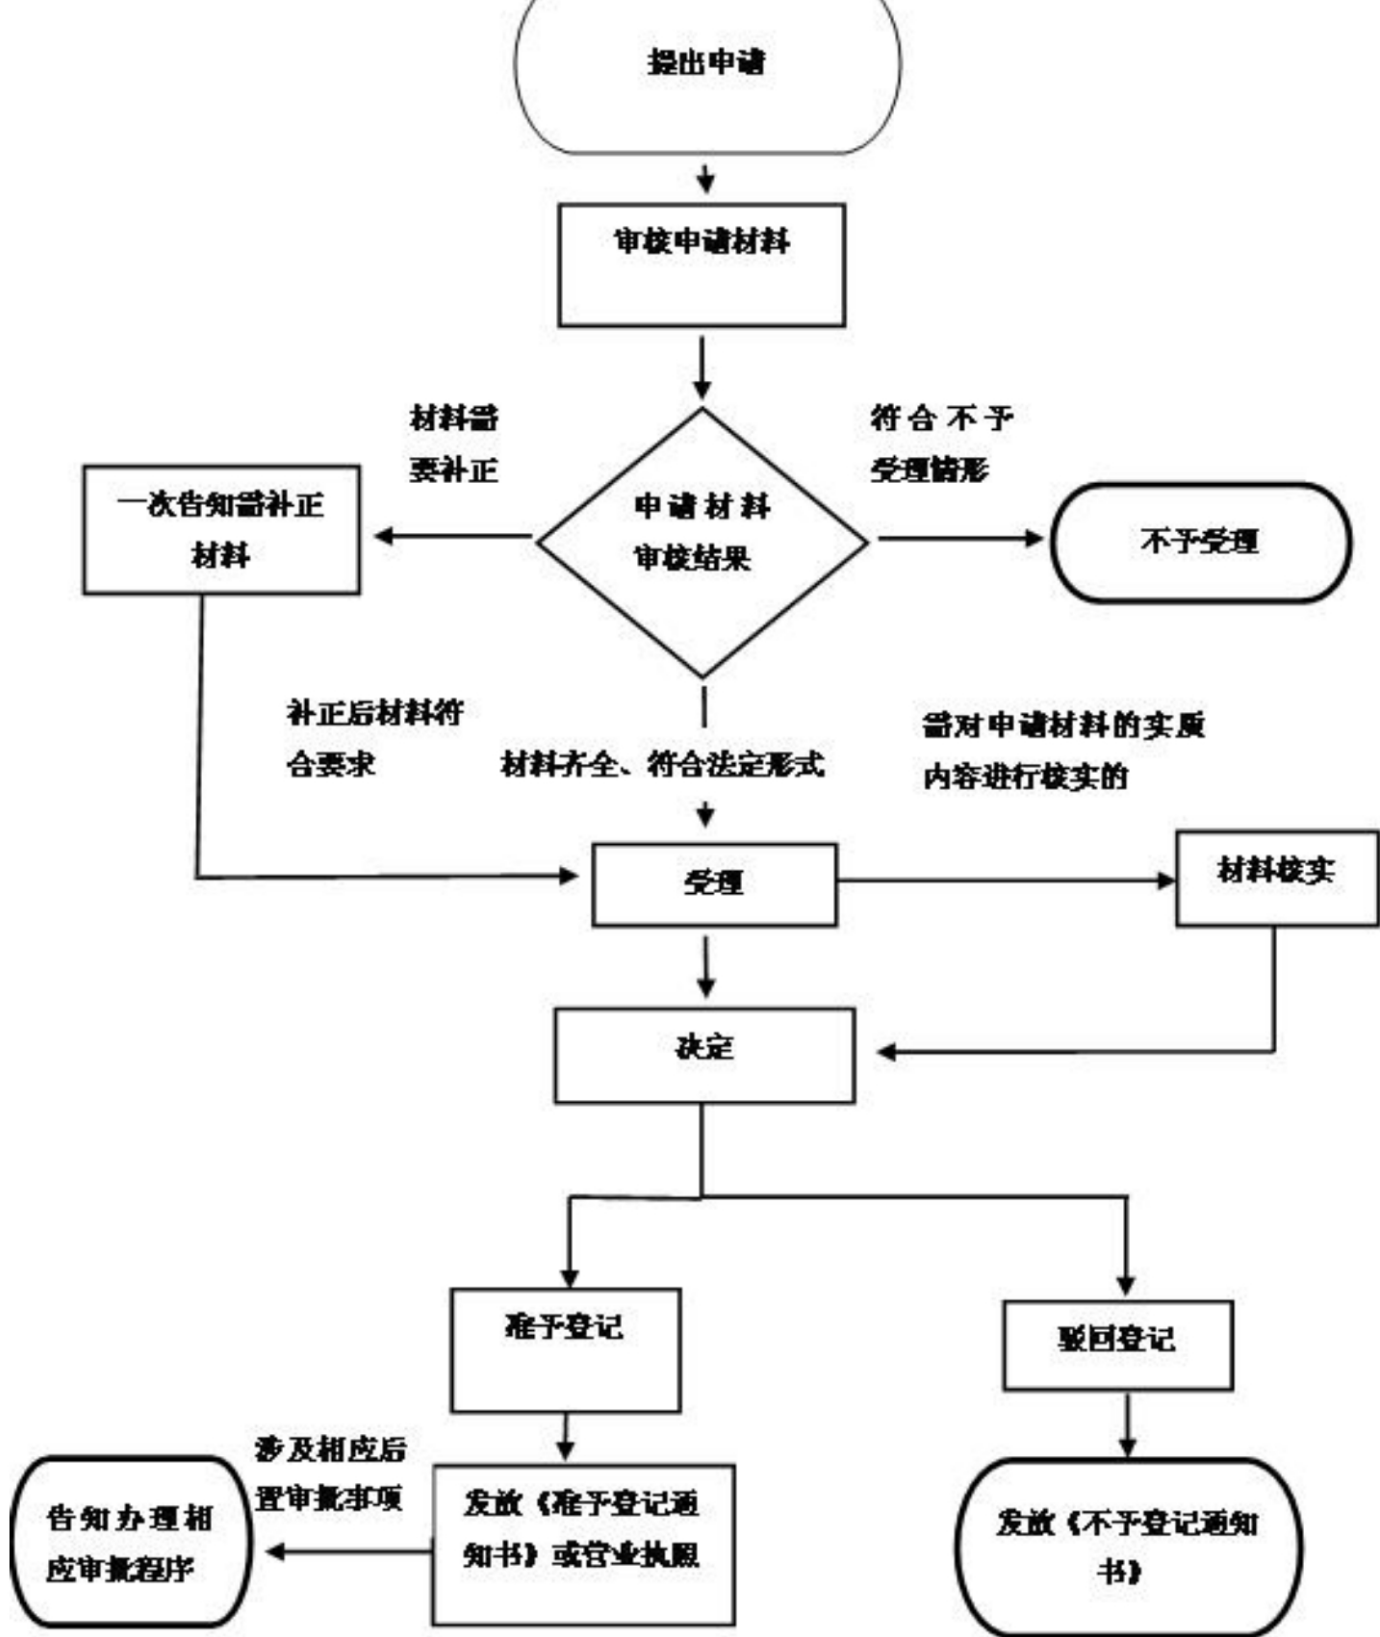 提出申请
审核申请材料
材料需
要补正
符合不予
受理情形
一次告知需补正
材料
申请材料
审核结果
不予受理
补正后材料符
合要求
材料齐全、符合法定形式
需对申请材料的实质
内容进行核实的
受理
材料核实
决定
准予登记
驳回登记
涉及相应后
置审批事项
告知办理相
应审批程序
发放《准予登记通
知书》或营业执照
发放《不予登记通知
书》